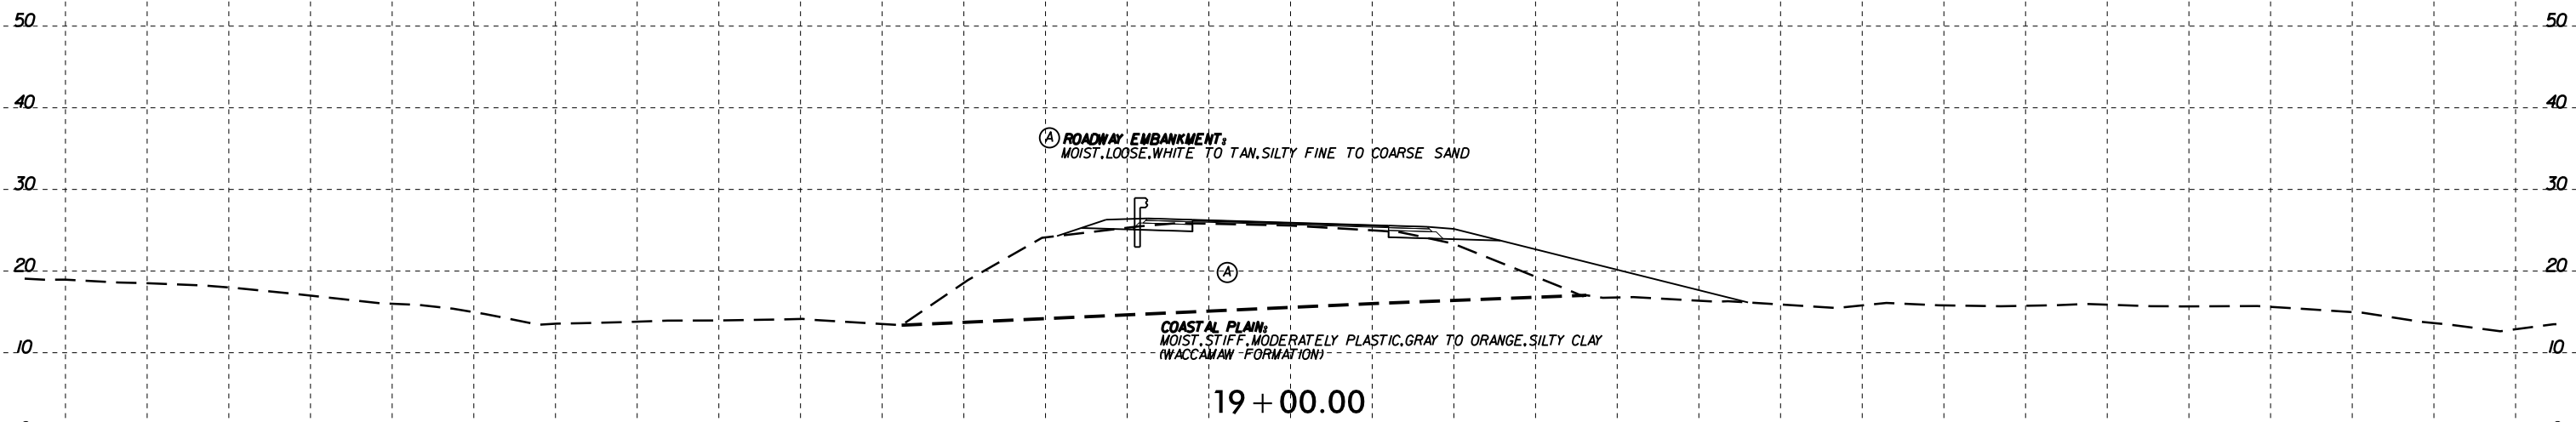 50 50
40 40
Ⓐ ROADWAY EMBANKMENT:
MOIST,LOOSE,WHITE TO TAN,SILTY FINE TO COARSE SAND
30 30
20 20
Ⓐ
COASTAL PLAIN:
MOIST,STIFF,MODERATELY PLASTIC,GRAY TO ORANGE,SILTY CLAY
10 10
(WACCAMAW FORMATION)
19+00.00